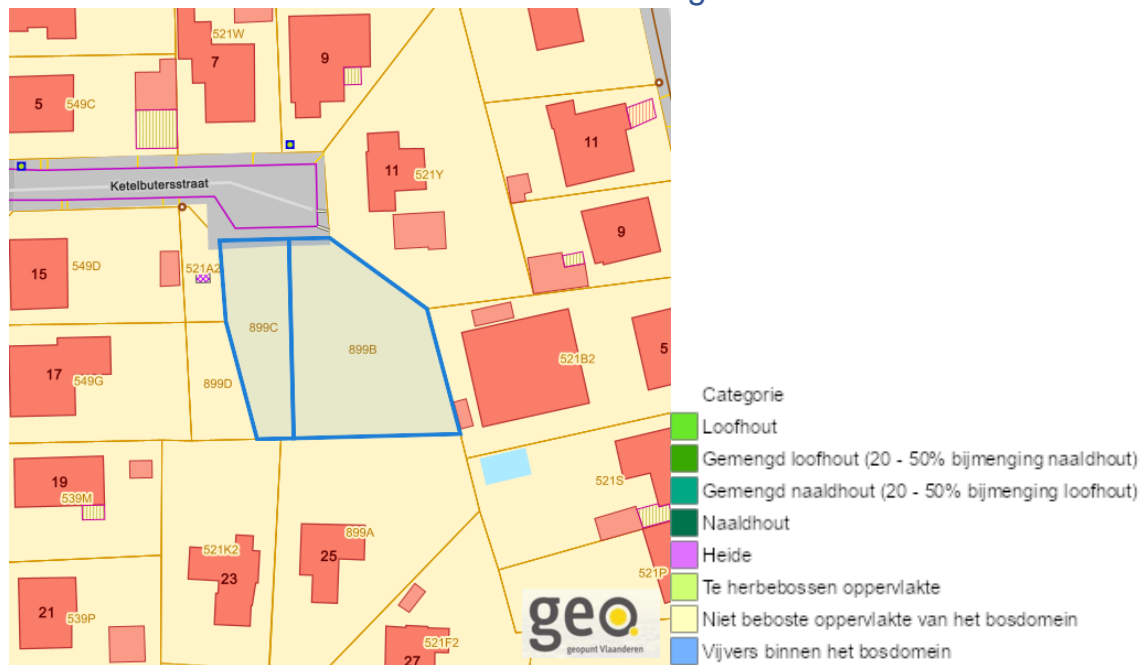 g
521W
7
9
5
549C
11
Ketelbutersstraat
11
521Y
9
15
549D
521A2
899C
899B
17
549G
899D
521B2
5
Categorie
Loofhout
Gemengd loofhout (20 - 50% bijmenging naaldhout)
Gemengd naaldhout (20 - 50% bijmenging loofhout)
Naaldhout
Heide
Te herbebossen oppervlakte
Niet beboste oppervlakte van het bosdomein
Vijvers binnen het bosdomein
19
539M
521S
899A
25
521K2
23
521P
21
539P
521F2
27
geo.
geopunt Vlaanderen